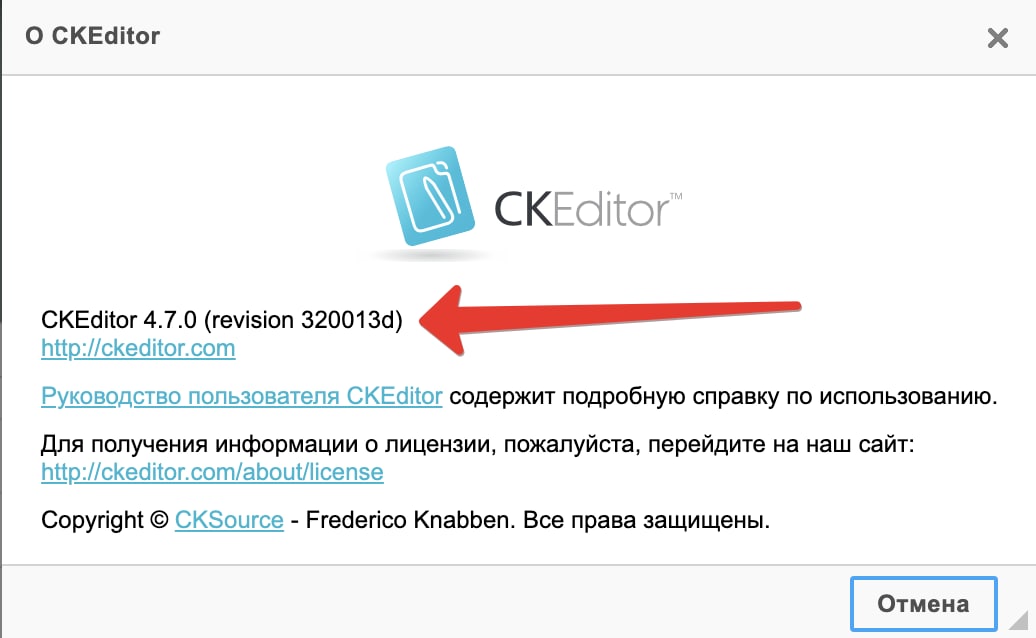 О CKEditor
CKEditor™
CKEditor 4.7.0 (revision 320013d)
http://ckeditor.com
Руководство пользователя CKEditor содержит подробную справку по использованию.
Для получения информации о лицензии, пожалуйста, перейдите на наш сайт:
http://ckeditor.com/about/license
Copyright © CKSource - Frederico Knabben. Все права защищены.
Отмена